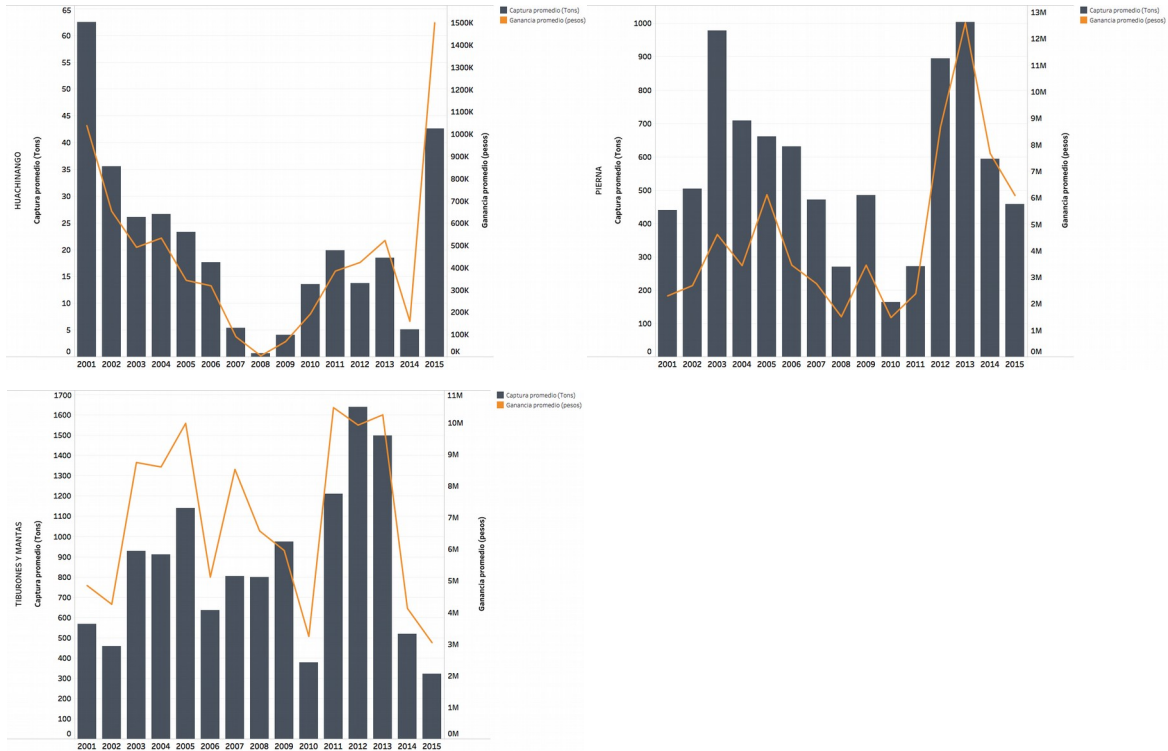 Captura promedio (Tons)
Ganancia promedio (pesos)
HUACHINANGO
Captura promedio (Tons)
65
60
55
50
45
40
35
30
25
20
15
10
5
0
1500K
1400K
1300K
1200K
1100K
1000K
900K
800K
700K
600K
500K
400K
300K
200K
100K
0K
Ganancia promedio (pesos)
2001 2002 2003 2004 2005 2006 2007 2008 2009 2010 2011 2012 2013 2014 2015
Captura promedio (Tons)
Ganancia promedio (pesos)
PIERNA
Captura promedio (Tons)
1000
900
800
700
600
500
400
300
200
100
0
13M
12M
11M
10M
9M
8M
7M
6M
5M
4M
3M
2M
1M
0M
Ganancia promedio (pesos)
2001 2002 2003 2004 2005 2006 2007 2008 2009 2010 2011 2012 2013 2014 2015
Captura promedio (Tons)
Ganancia promedio (pesos)
TIBURONES Y MANTAS
Captura promedio (Tons)
1700
1600
1500
1400
1300
1200
1100
1000
900
800
700
600
500
400
300
200
100
0
11M
10M
9M
8M
7M
6M
5M
4M
3M
2M
1M
0M
Ganancia promedio (pesos)
2001 2002 2003 2004 2005 2006 2007 2008 2009 2010 2011 2012 2013 2014 2015